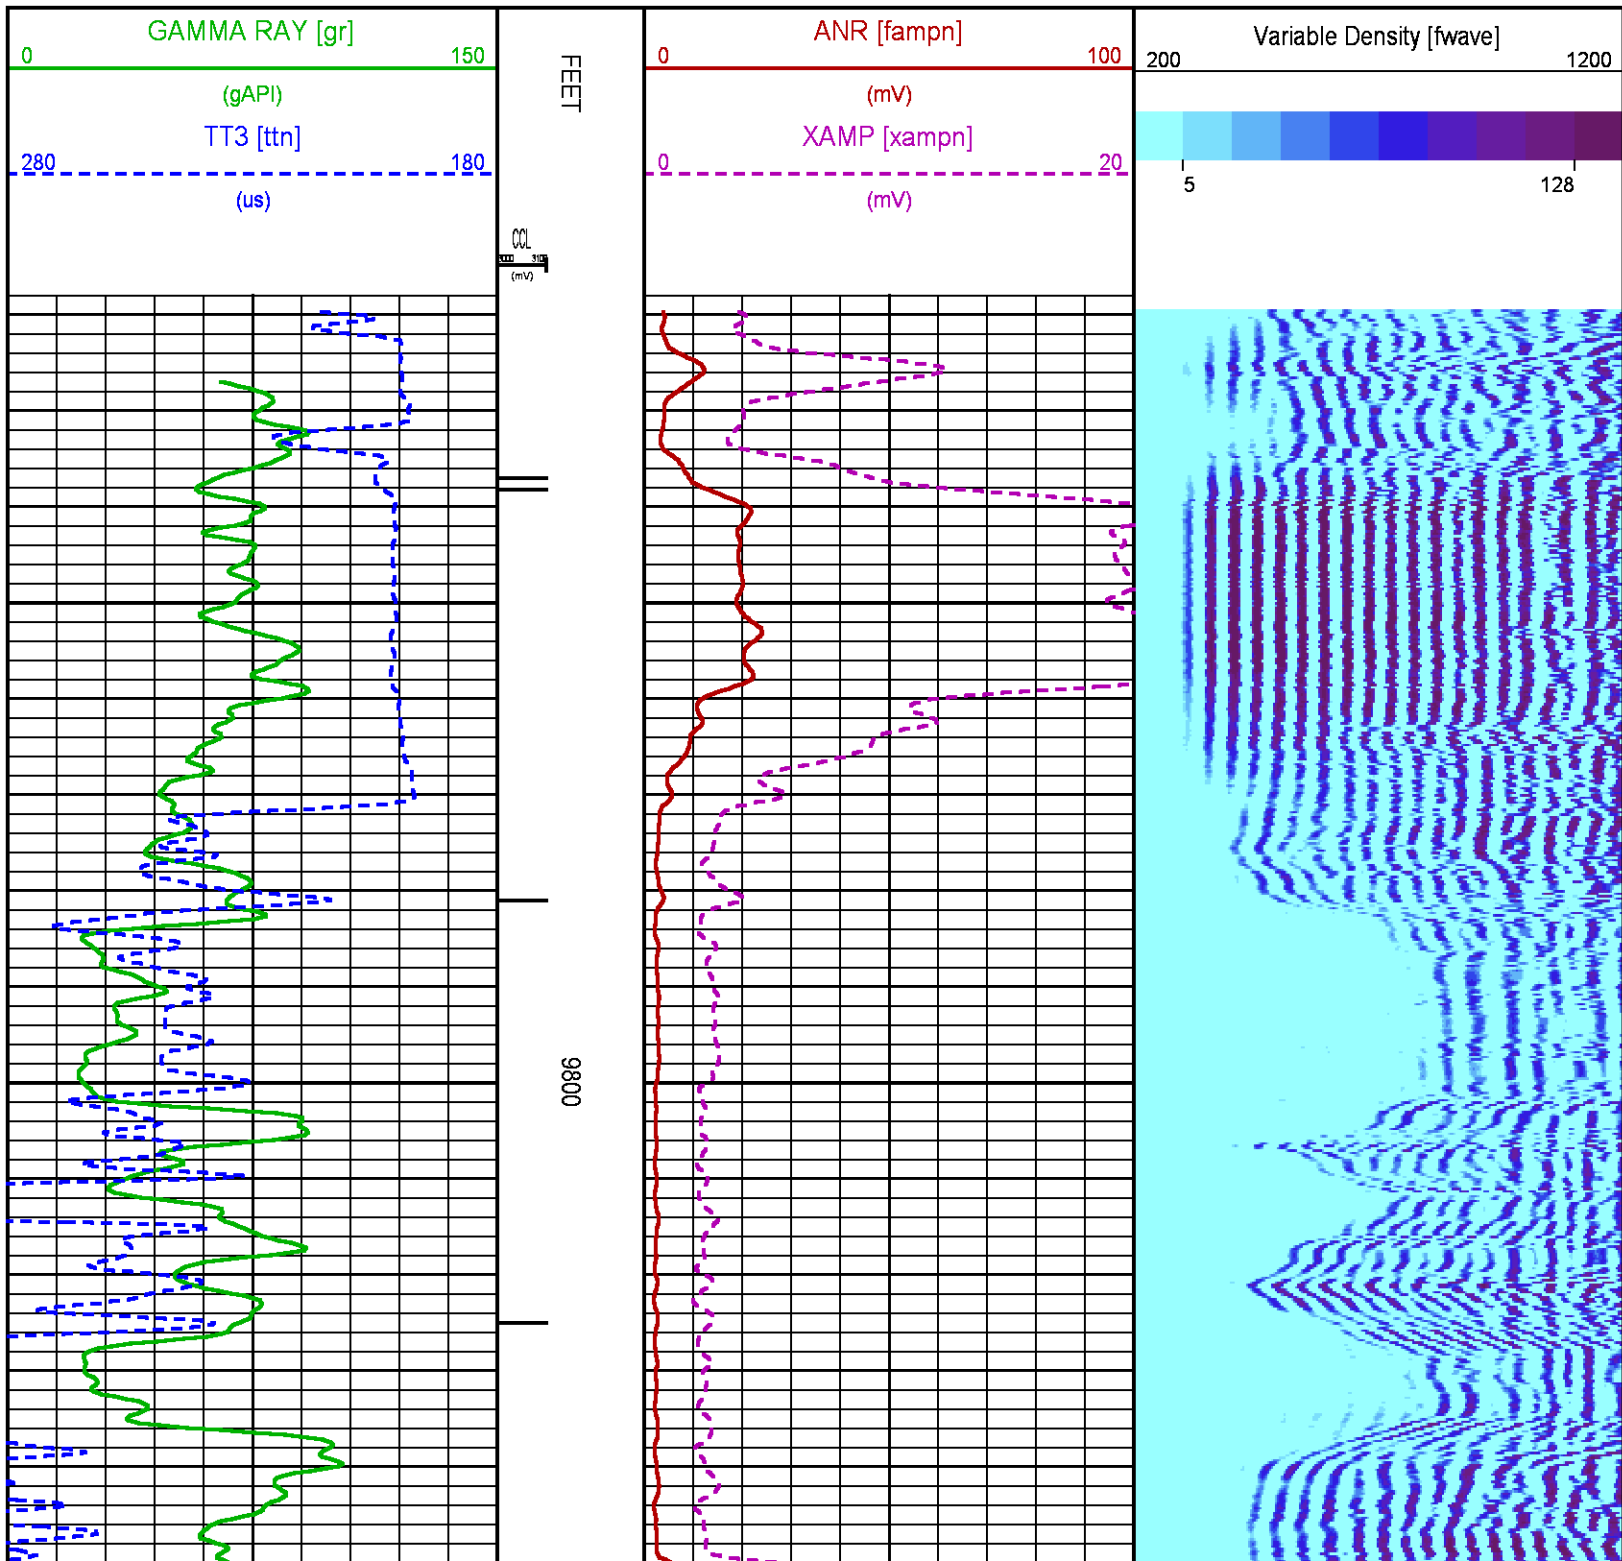 GAMMA RAY [gr]
0 150
(gAPI)
TT3 [ttn]
280 180
(us)
FEET
CCL
(mV)
9800
ANR [fampn]
0 100
(mV)
XAMP [xampn]
0 20
(mV)
Variable Density [fwave]
200 1200
5 128